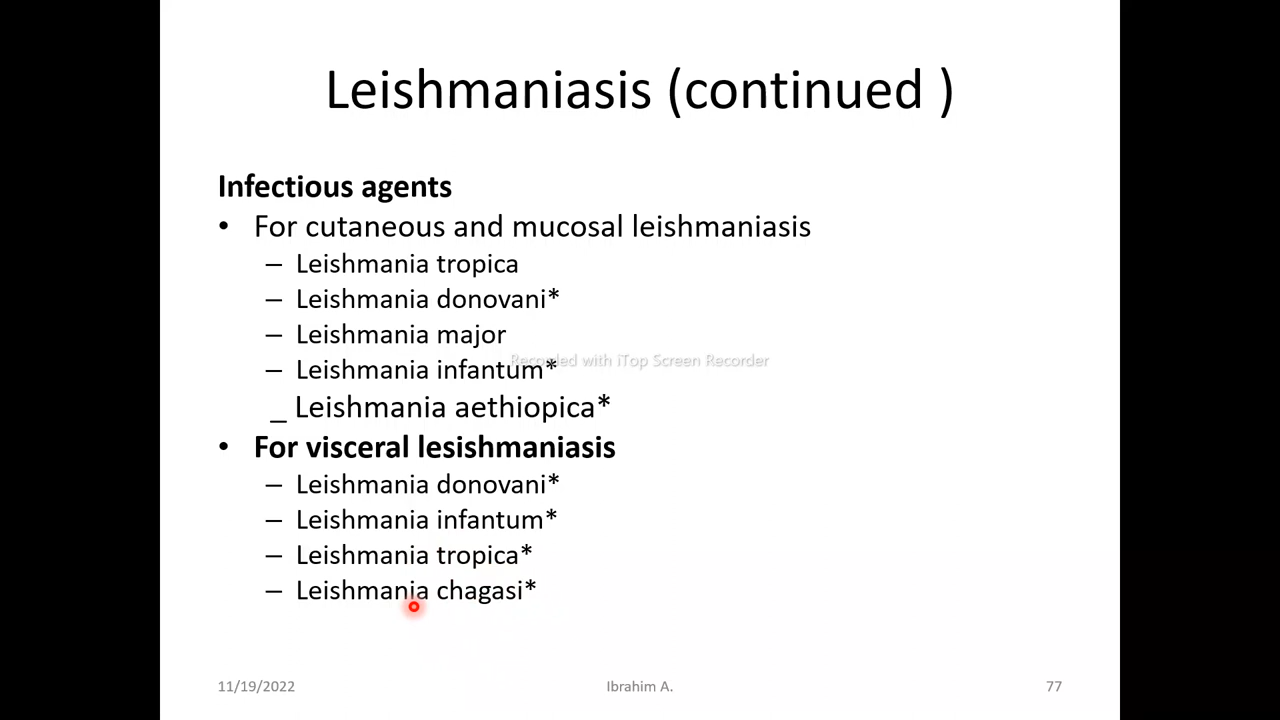 Leishmaniasis (continued )
Infectious agents
• For cutaneous and mucosal leishmaniasis
– Leishmania tropica
– Leishmania donovani*
– Leishmania major
– Leishmania infantum*
Recorded with iTop Screen Recorder
_ Leishmania aethiopica*
• For visceral lesishmaniasis
– Leishmania donovani*
– Leishmania infantum*
– Leishmania tropica*
– Leishmania chagasi*
11/19/2022 Ibrahim A. 77